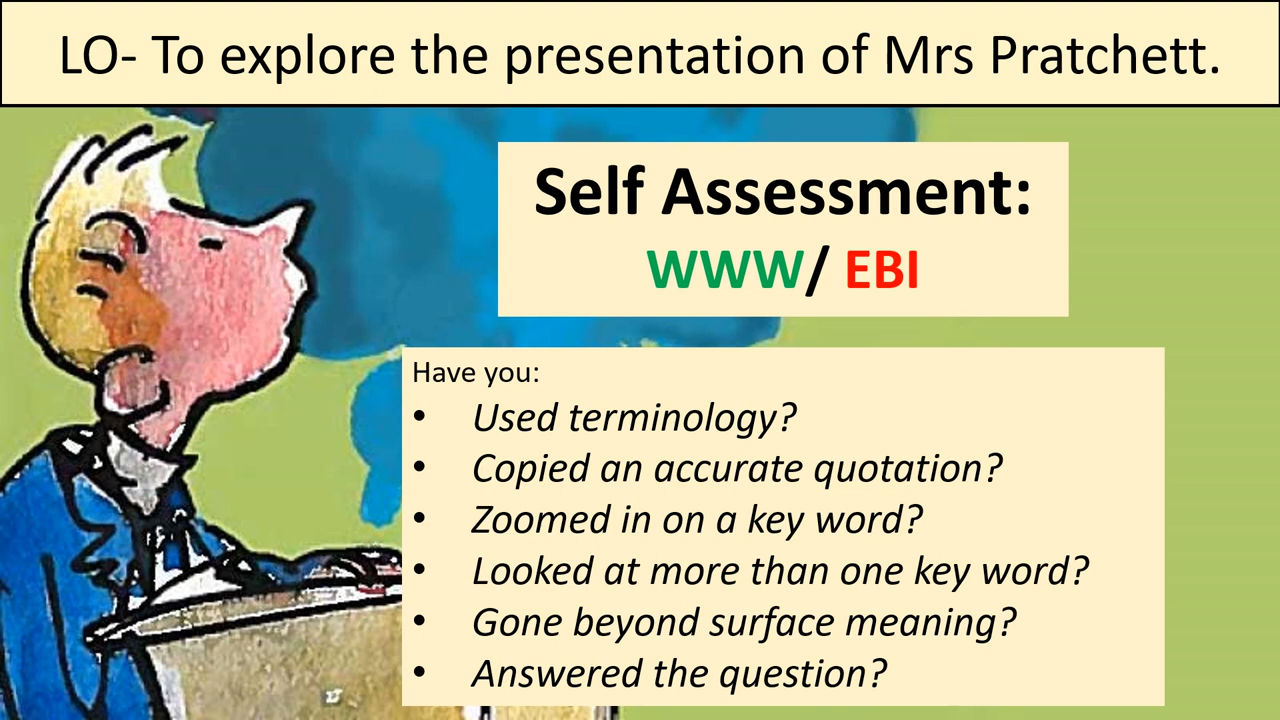 LO- To explore the presentation of Mrs Pratchett.
Self Assessment:
WWW/ EBI
Have you:
• Used terminology?
• Copied an accurate quotation?
• Zoomed in on a key word?
• Looked at more than one key word?
• Gone beyond surface meaning?
• Answered the question?